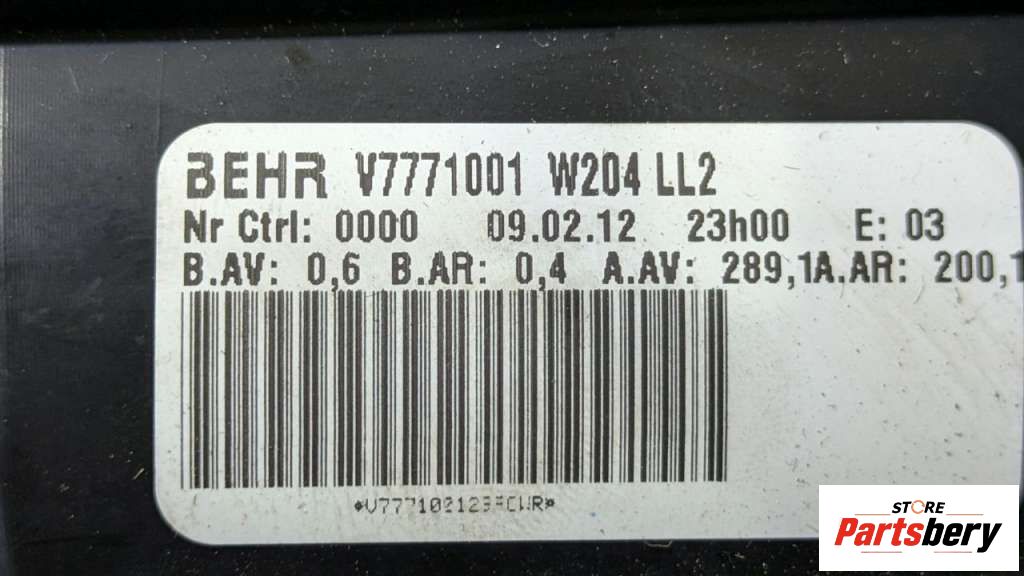 BEHR V7771001 W204 LL2
Nr Ctrl: 0000 09.02.12 23h00 E: 03
B.AV: 0,6 B.AR: 0,4 A.AV: 289,1A.AR: 200,1
STORE
Partsbery